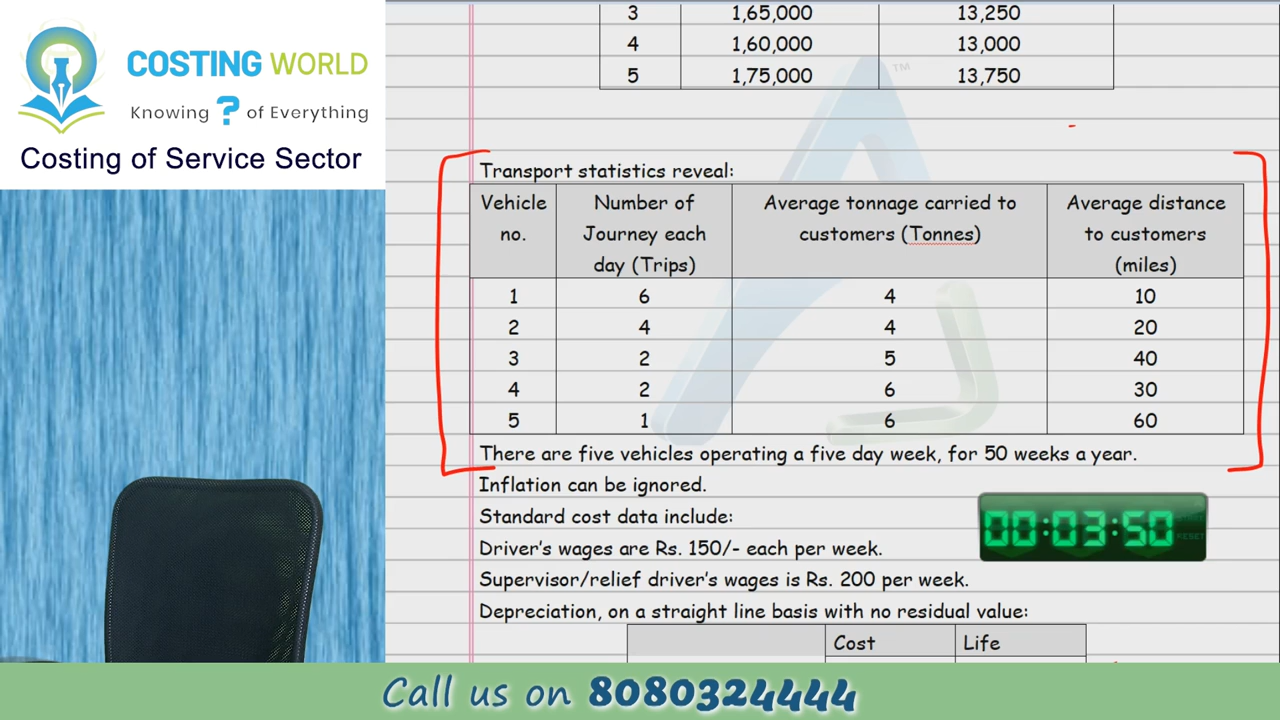 COSTING WORLD
Knowing ? of Everything
Costing of Service Sector
3 1,65,000 13,250
4 1,60,000 13,000
5 1,75,000 13,750
TM
Transport statistics reveal:
Vehicle no. Number of Journey each day (Trips) Average tonnage carried to customers (Tonnes) Average distance to customers (miles)
1 6 4 10
2 4 4 20
3 2 5 40
4 2 6 30
5 1 6 60
There are five vehicles operating a five day week, for 50 weeks a year.
Inflation can be ignored.
Standard cost data include:
00:03:50
RESET
Driver's wages are Rs. 150/- each per week.
Supervisor/relief driver's wages is Rs. 200 per week.
Depreciation, on a straight line basis with no residual value:
Cost Life
Call us on 8080324444